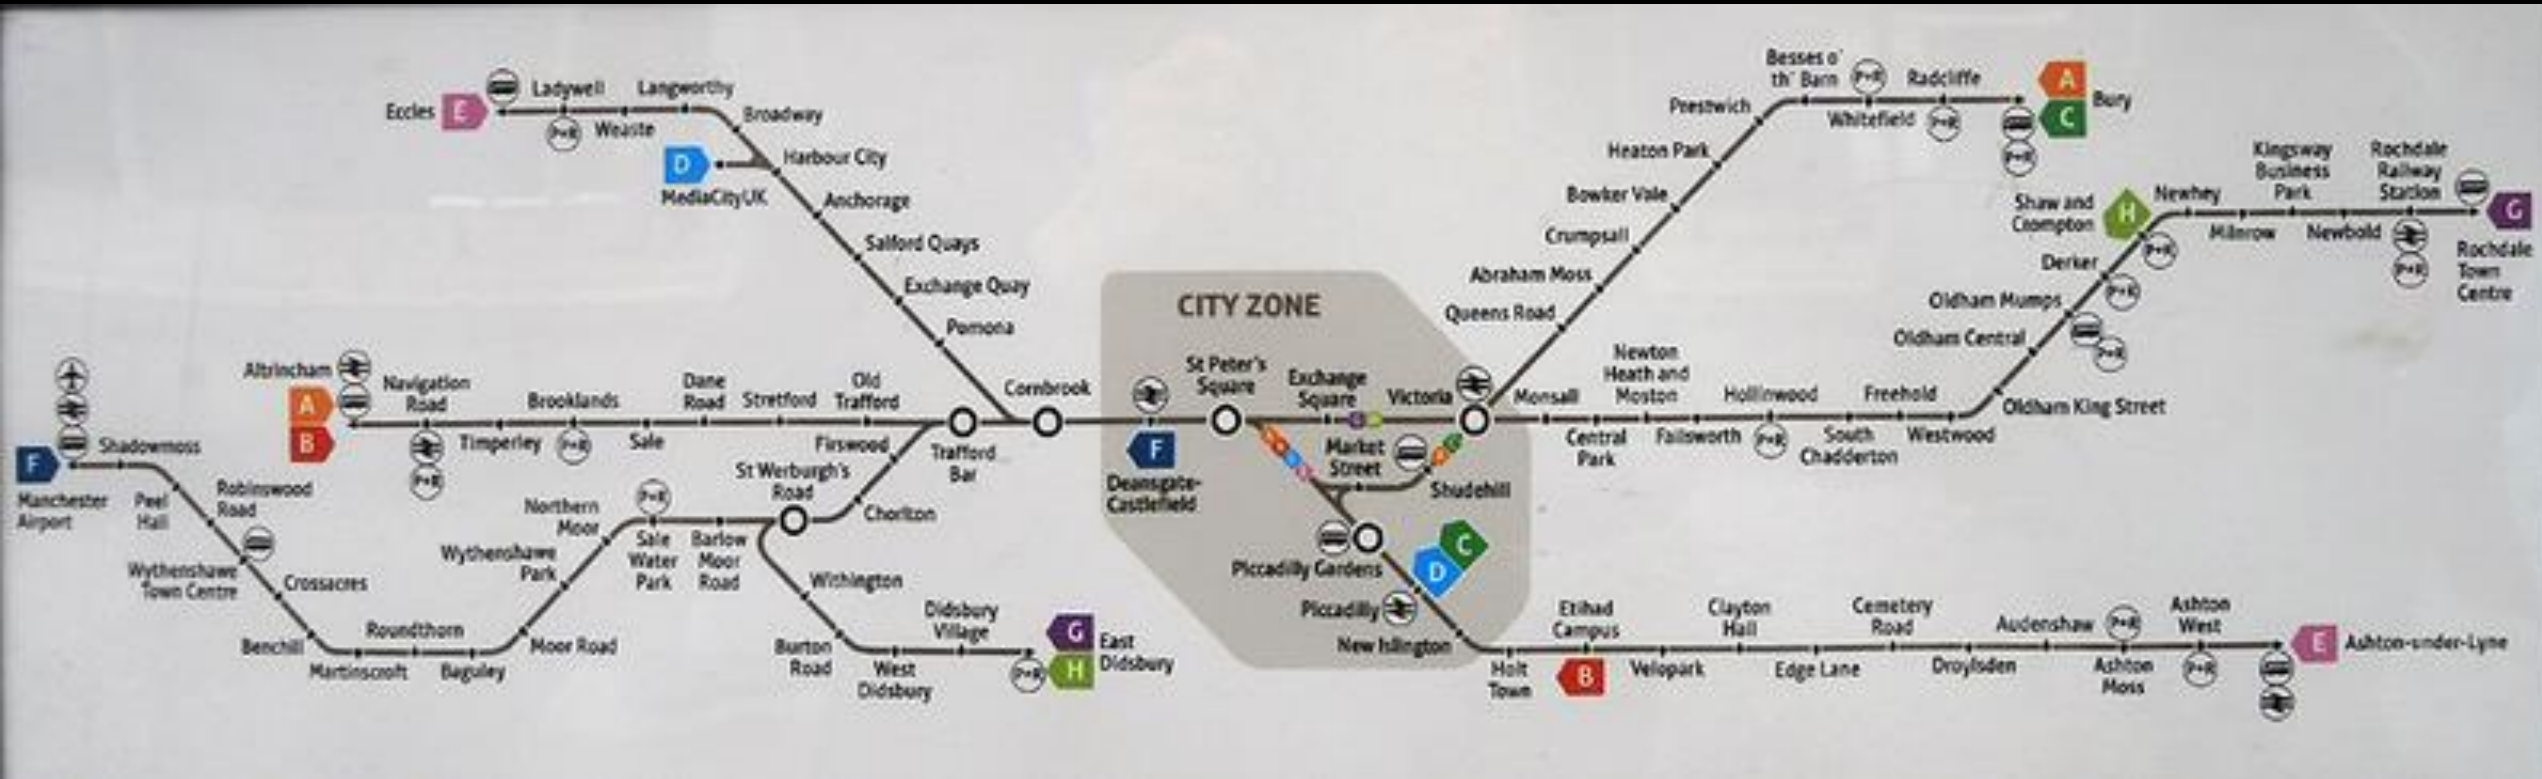 Eccles
E
Ladywell
P+R
Weaste
Langworthy
Broadway
D
MediaCityUK
Harbour City
Anchorage
Salford Quays
Exchange Quay
Pomona
Cornbrook
Altrincham
A
B
Navigation
Road
P+R
Timperley
Brooklands
P+R
Sale
Dane
Road
Stretford
Old
Trafford
Trafford
Bar
Firswood
Chorlton
St Werburgh's
Road
F
Manchester
Airport
Shadowmoss
Peel
Hall
Robinswood
Road
Wythenshawe
Town Centre
Crossacres
Benchill
Martinscroft
Roundthorn
Baguley
Moor Road
Wythenshawe
Park
Northern
Moor
P+R
Sale
Water
Park
Barlow
Moor
Road
Withington
Burton
Road
West
Didsbury
Didsbury
Village
P+R
G
H
East
Didsbury
CITY ZONE
F
Deansgate-
Castlefield
St Peter's
Square
Exchange
Square
Victoria
Market
Street
Shudehill
Piccadilly Gardens
C
D
Piccadilly
New Islington
Queens Road
Abraham Moss
Crumpsall
Bowker Vale
Heaton Park
Prestwich
Besses o'
th' Barn
P+R
Whitefield
Radcliffe
P+R
A
C
Bury
P+R
Monsall
Central
Park
Newton
Heath and
Moston
Failsworth
Hollinwood
P+R
South
Chadderton
Freehold
Westwood
Oldham King Street
Oldham Central
Oldham Mumps
P+R
Derker
P+R
Shaw and
Crompton
H
P+R
Newhey
Milnrow
Kingsway
Business
Park
Newbold
Rochdale
Railway
Station
P+R
G
Rochdale
Town
Centre
Holt
Town
Etihad
Campus
B
Velopark
Clayton
Hall
Edge Lane
Cemetery
Road
Droylsden
Audenshaw
P+R
Ashton
Moss
Ashton
West
P+R
E
Ashton-under-Lyne